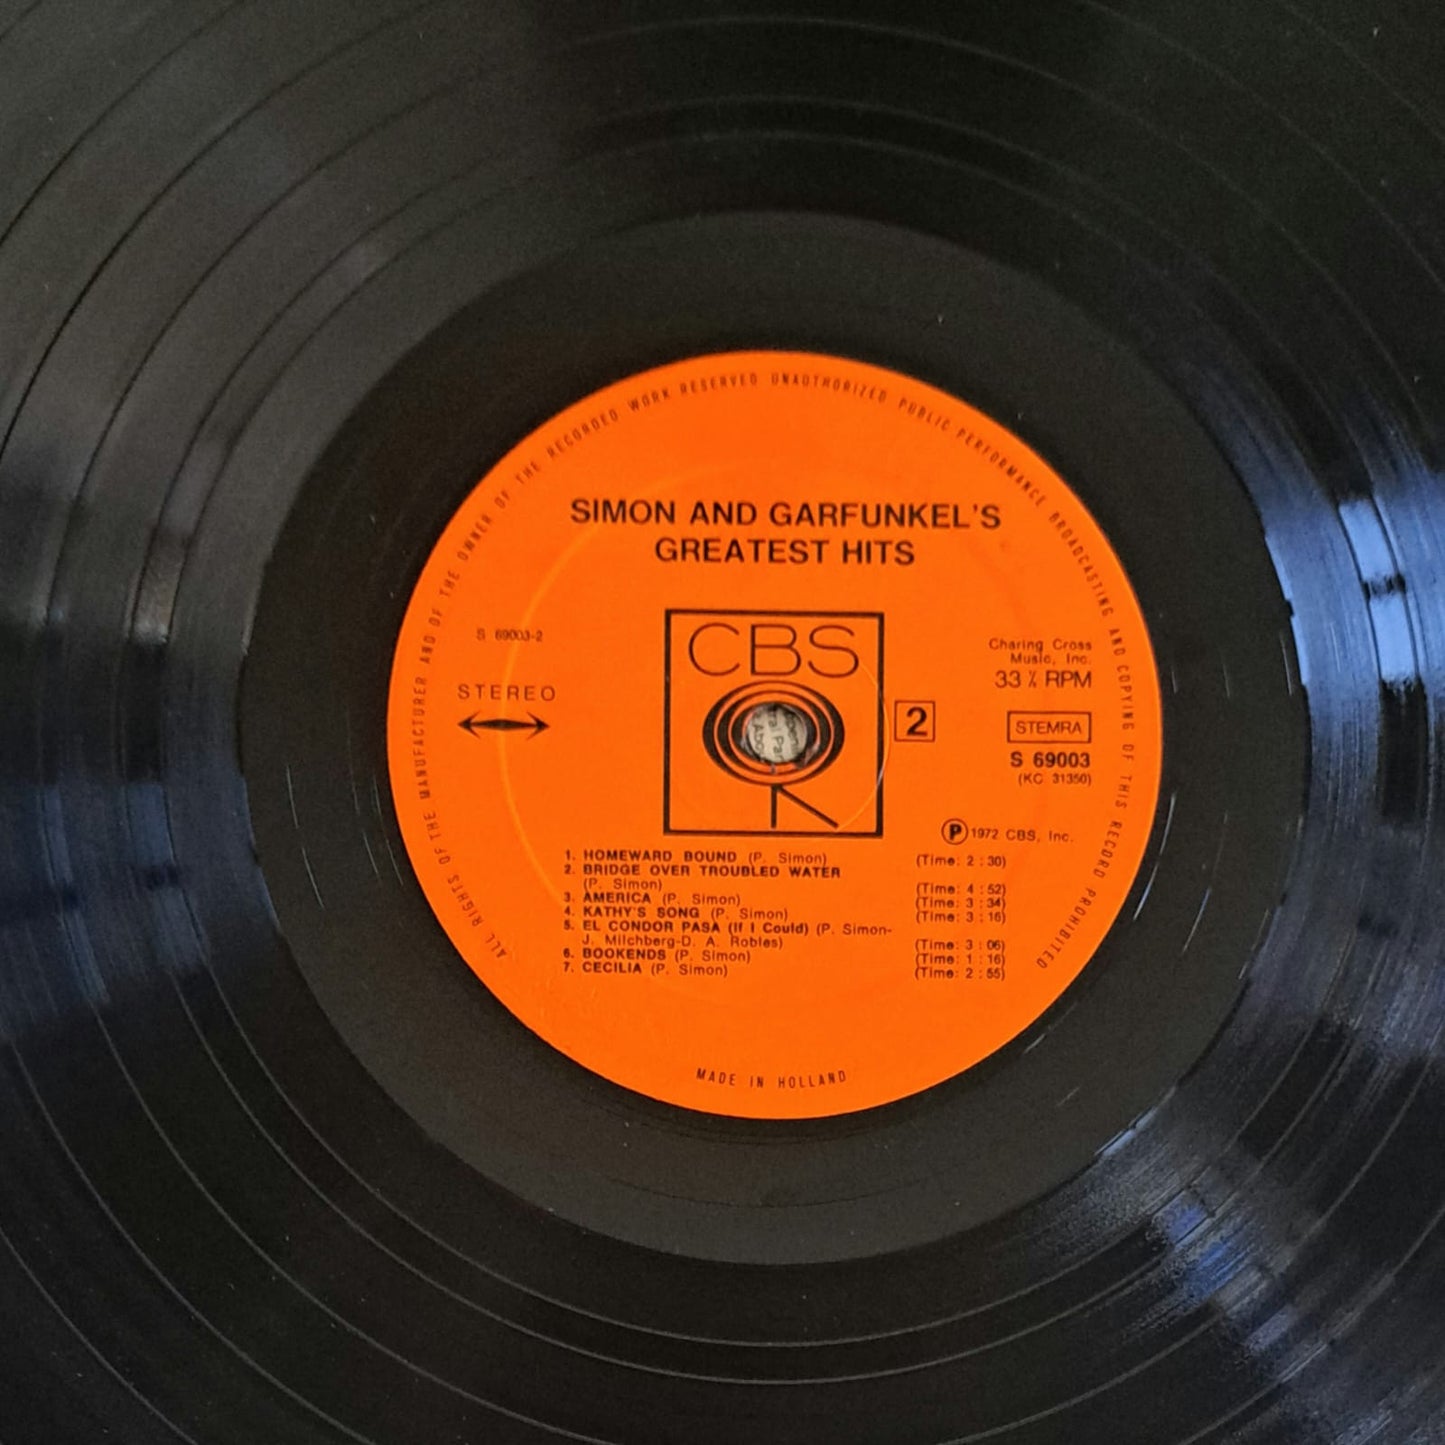 ALL RIGHTS OF THE MANUFACTURER AND OF THE OWNER OF THE RECORDED WORK RESERVED UNAUTHORIZED PUBLIC PERFORMANCE BROADCASTING AND COPYING OF THIS RECORD PROHIBITED
SIMON AND GARFUNKEL'S
GREATEST HITS
S 69003-2
STEREO
CBS
2
Charing Cross
Music, Inc.
33 ⅓ RPM
STEMRA
S 69003
(KC 31350)
P 1972 CBS, Inc.
1. HOMEWARD BOUND (P. Simon) (Time: 2 : 30)
2. BRIDGE OVER TROUBLED WATER
(P. Simon) (Time: 4 : 52)
3. AMERICA (P. Simon) (Time: 3 : 34)
4. KATHY'S SONG (P. Simon) (Time: 3 : 16)
5. EL CONDOR PASA (If I Could) (P. Simon-
J. Milchberg-D. A. Robles) (Time: 3 : 06)
6. BOOKENDS (P. Simon) (Time: 1 : 16)
7. CECILIA (P. Simon) (Time: 2 : 55)
MADE IN HOLLAND